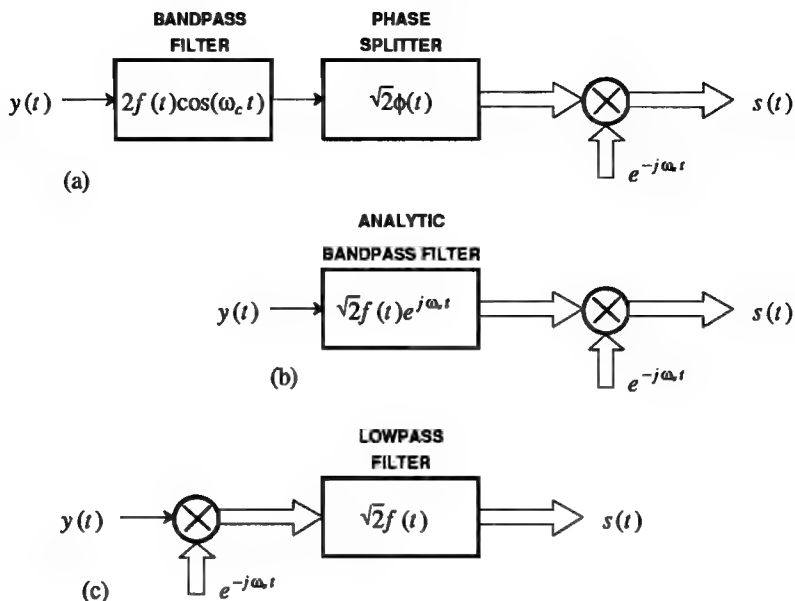 BANDPASS FILTER
PHASE SPLITTER
y(t)
2f(t)cos(ω_c t)
√2ϕ(t)
s(t)
e^{-jω_c t}
(a)
ANALYTIC
BANDPASS FILTER
y(t)
√2f(t)e^{jω_c t}
s(t)
e^{-jω_c t}
(b)
LOWPASS FILTER
y(t)
√2f(t)
s(t)
e^{-jω_c t}
(c)